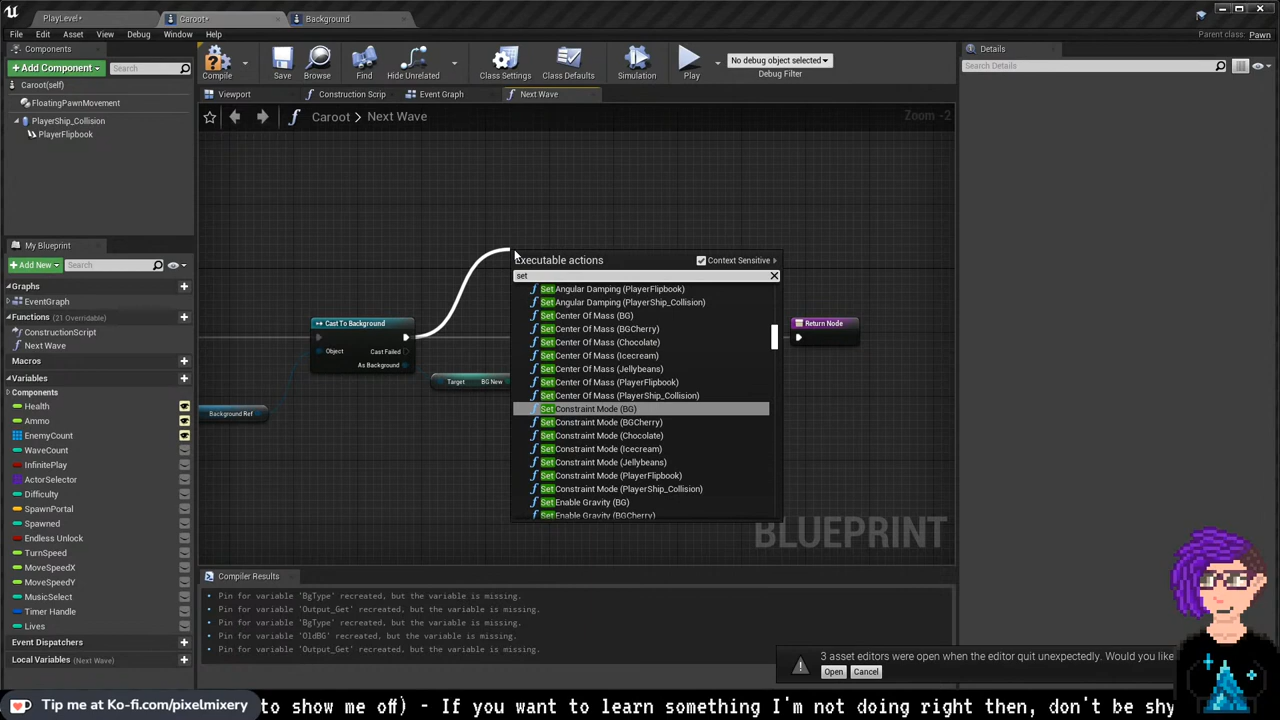 PlayLevel*
Caroot*
Background
File
Edit
Asset
View
Debug
Window
Help
Parent class: Pawn
Components
Add Component
Search
Caroot(self)
FloatingPawnMovement
PlayerShip_Collision
PlayerFlipbook
Compile
Save
Browse
Find
Hide Unrelated
Class Settings
Class Defaults
Simulation
Play
No debug object selected
Debug Filter
Details
Search Details
Viewport
Construction Scrip
Event Graph
Next Wave
Caroot > Next Wave
Zoom -2
My Blueprint
Add New
Search
Graphs
EventGraph
Functions (21 Overridable)
ConstructionScript
Next Wave
Macros
Variables
Components
Health
Ammo
EnemyCount
WaveCount
InfinitePlay
ActorSelector
Difficulty
SpawnPortal
Spawned
Endless Unlock
TurnSpeed
MoveSpeedX
MoveSpeedY
MusicSelect
Timer Handle
Lives
Event Dispatchers
Local Variables (Next Wave)
Cast To Background
Object
Cast Failed
As Background
Background Ref
Target BG New
Return Node
Executable actions
Context Sensitive
set
Set Angular Damping (PlayerFlipbook)
Set Angular Damping (PlayerShip_Collision)
Set Center Of Mass (BG)
Set Center Of Mass (BGCherry)
Set Center Of Mass (Chocolate)
Set Center Of Mass (Icecream)
Set Center Of Mass (Jellybeans)
Set Center Of Mass (PlayerFlipbook)
Set Center Of Mass (PlayerShip_Collision)
Set Constraint Mode (BG)
Set Constraint Mode (BGCherry)
Set Constraint Mode (Chocolate)
Set Constraint Mode (Icecream)
Set Constraint Mode (Jellybeans)
Set Constraint Mode (PlayerFlipbook)
Set Constraint Mode (PlayerShip_Collision)
Set Enable Gravity (BG)
Set Enable Gravity (BGCherry)
BLUEPRINT
Compiler Results
Pin for variable 'BgType' recreated, but the variable is missing.
Pin for variable 'Output_Get' recreated, but the variable is missing.
Pin for variable 'BgType' recreated, but the variable is missing.
Pin for variable 'OldBG' recreated, but the variable is missing.
Pin for variable 'Output_Get' recreated, but the variable is missing.
3 asset editors were open when the editor quit unexpectedly. Would you like
Open
Cancel
Tip me at Ko-fi.com/pixelmixery
to show me off) - If you want to learn something I'm not doing right then, don't be shy